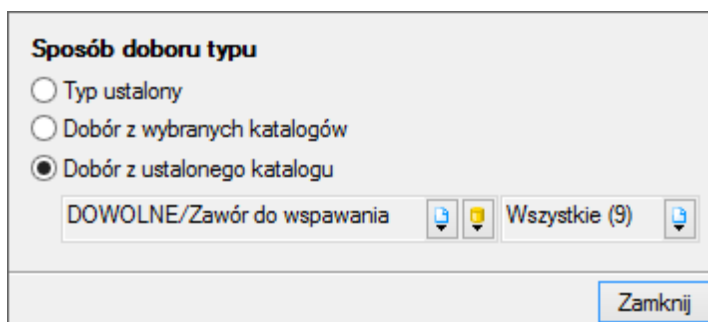 Sposób doboru typu
Typ ustalony
Dobór z wybranych katalogów
Dobór z ustalonego katalogu
DOWOLNE/Zawór do wspawania Wszystkie (9)
Zamknij